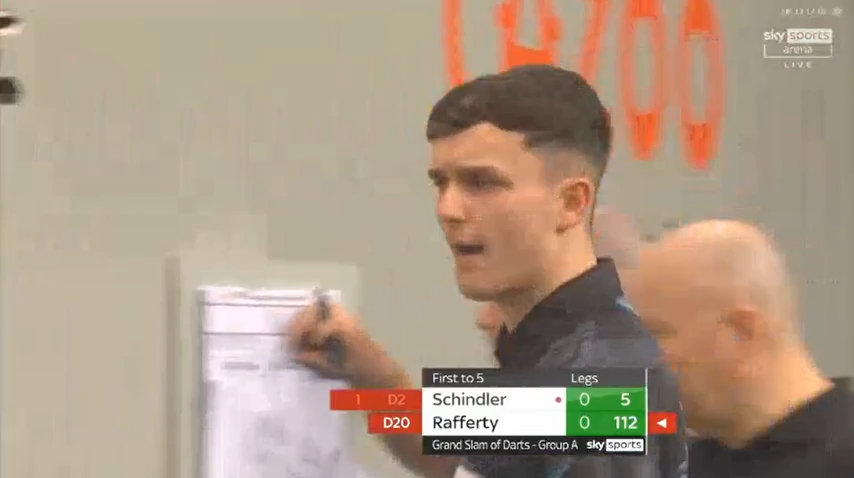 sky sports
arena
LIVE
First to 5 Legs
1 D2 Schindler 0 5
D20 Rafferty 0 112
Grand Slam of Darts - Group A sky sports